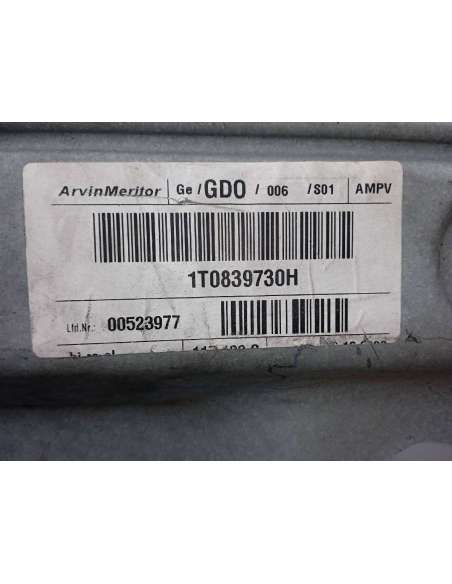 ArvinMeritor Ge / GDO / 006 / S01 AMPV
1T0839730H
Lfd.Nr.: 00523977